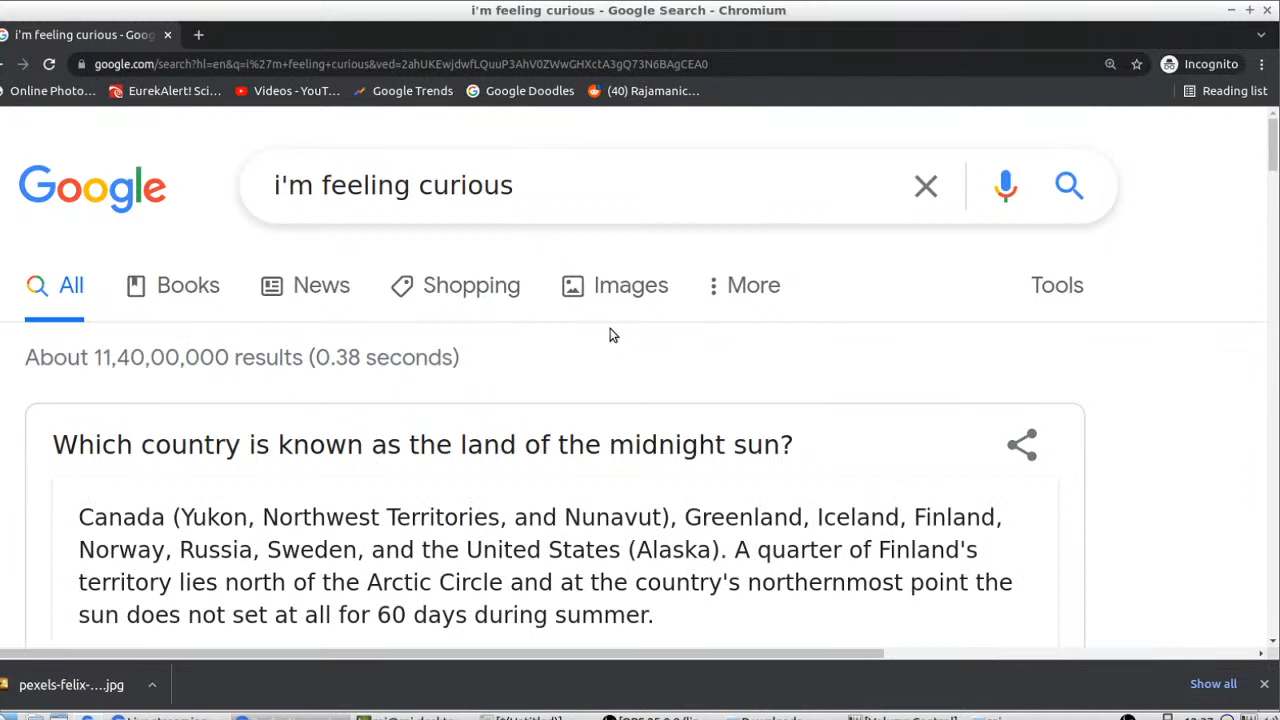 i'm feeling curious - Google Search - Chromium
i'm feeling curious - Goog
google.com/search?hl=en&q=i%27m+feeling+curious&ved=2ahUKEwjdwfLQuuP3AhV0ZWwGHXctA3gQ73N6BAgCEA0
Incognito
Online Photo...
EurekAlert! Sci...
Videos - YouT...
Google Trends
Google Doodles
(40) Rajamanic...
Reading list
Google
i'm feeling curious
All
Books
News
Shopping
Images
More
Tools
About 11,40,00,000 results (0.38 seconds)
Which country is known as the land of the midnight sun?
Canada (Yukon, Northwest Territories, and Nunavut), Greenland, Iceland, Finland,
Norway, Russia, Sweden, and the United States (Alaska). A quarter of Finland's
territory lies north of the Arctic Circle and at the country's northernmost point the
sun does not set at all for 60 days during summer.
pexels-felix-....jpg
Show all